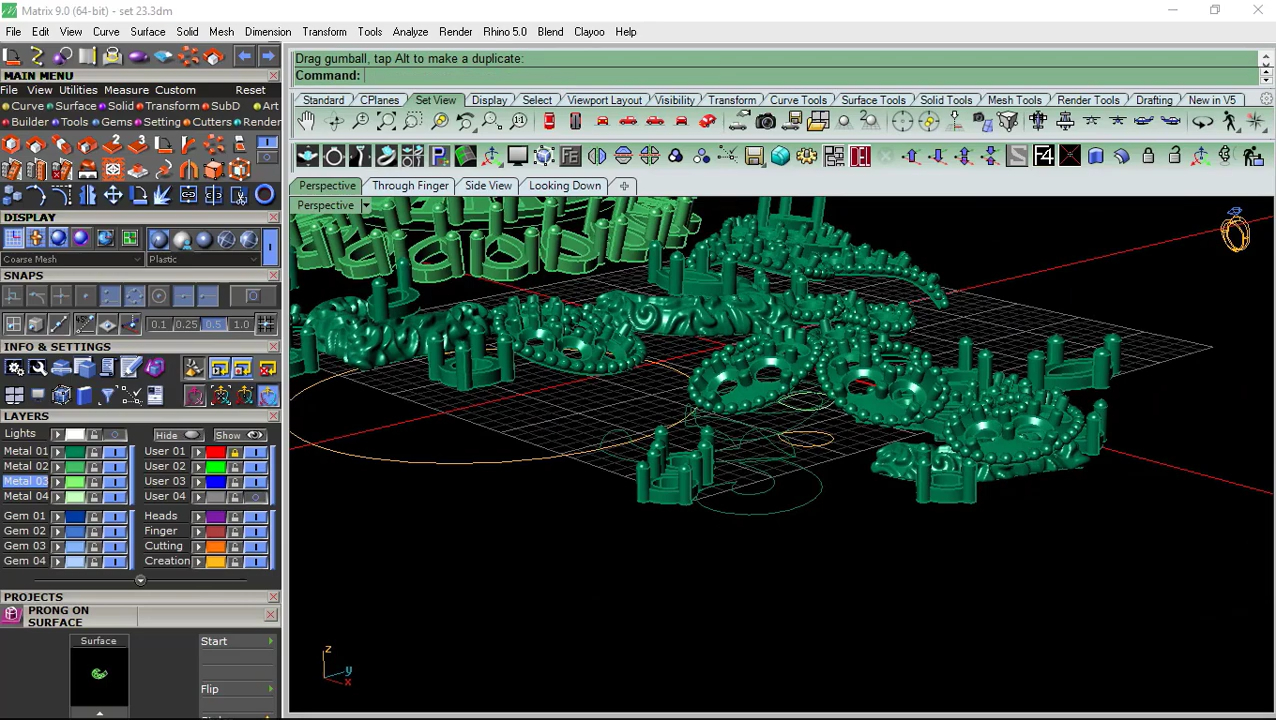 Matrix 9.0 (64-bit) - set 23.3dm
File Edit View Curve Surface Solid Mesh Dimension Transform Tools Analyze Render Rhino 5.0 Blend Clayoo Help
Drag gumball, tap Alt to make a duplicate:
Command:
MAIN MENU
File View Utilities Measure Custom Reset
Curve Surface Solid Transform SubD Art
Builder Tools Gems Setting Cutters Render
Standard CPlanes Set View Display Select Viewport Layout Visibility Transform Curve Tools Surface Tools Solid Tools Mesh Tools Render Tools Drafting New in V5
Perspective Through Finger Side View Looking Down
Perspective
DISPLAY
Coarse Mesh Plastic
SNAPS
0.1 0.25 0.5 1.0
INFO & SETTINGS
LAYERS
Lights Hide Show
Metal 01 User 01
Metal 02 User 02
Metal 03 User 03
Metal 04 User 04
Gem 01 Heads
Gem 02 Finger
Gem 03 Cutting
Gem 04 Creation
PROJECTS
PRONG ON
SURFACE
Surface Start
Flip
z
y
x